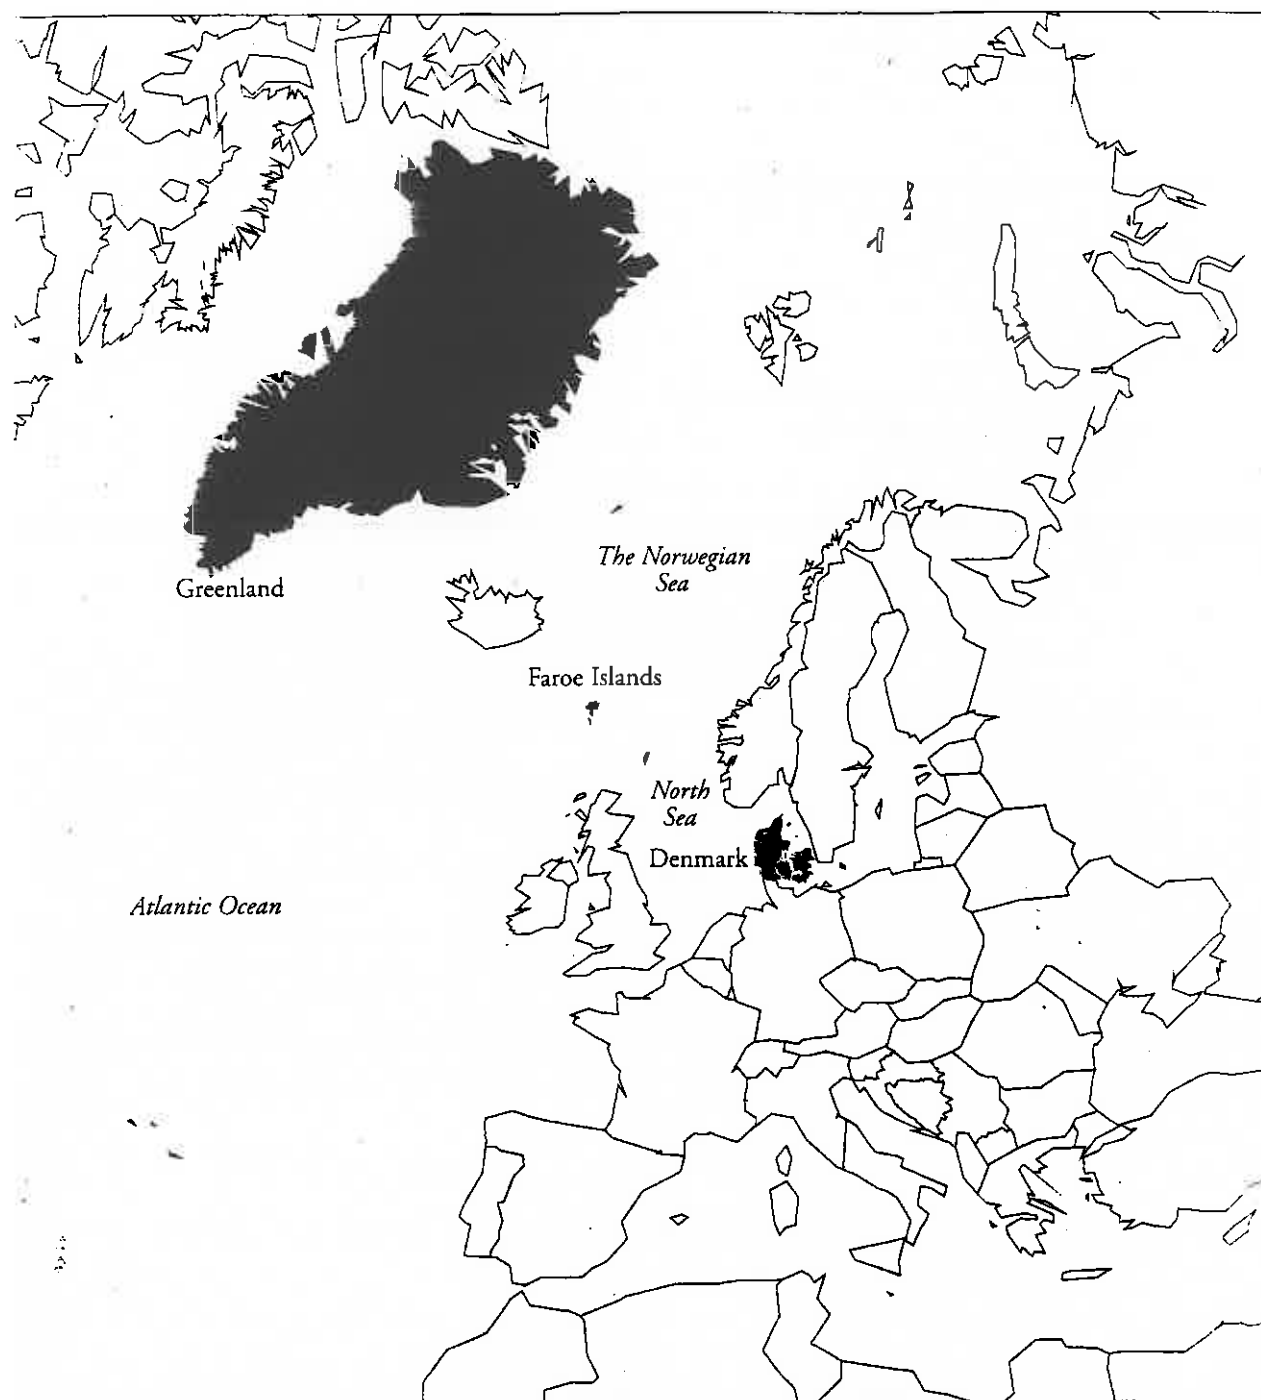 The Norwegian
Sea
Greenland
Faroe Islands
North
Sea
Denmark
Atlantic Ocean